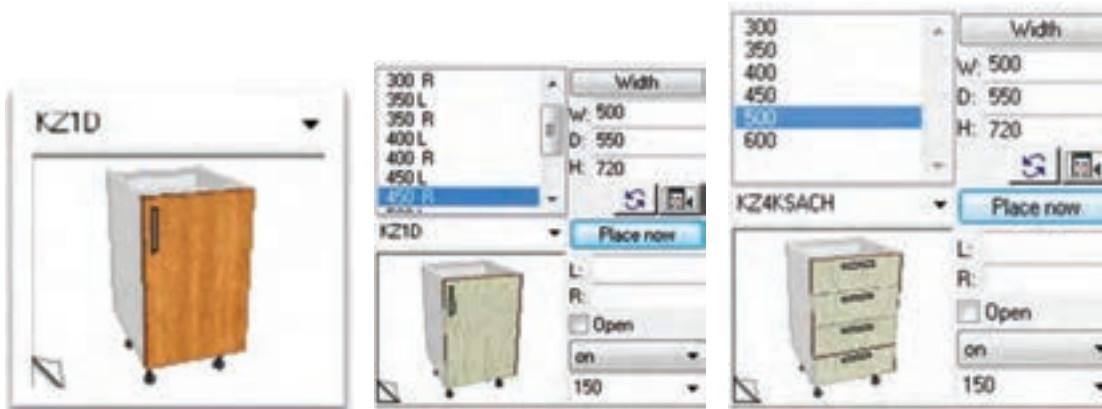 KZ1D
300 R
350 L
350 R
400 L
400 R
450 L
450 R
Width
W: 500
D: 550
H: 720
KZ1D
Place now
L:
R:
Open
on
150
300
350
400
450
500
600
Width
W: 500
D: 550
H: 720
KZ4KSACH
Place now
L:
R:
Open
on
150